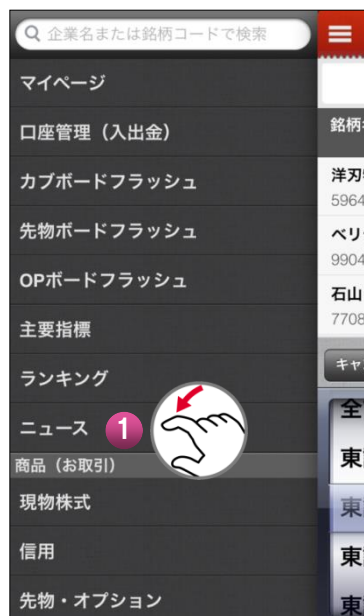 企業名または銘柄コードで検索
マイページ
口座管理（入出金）
カブボードフラッシュ
先物ボードフラッシュ
OPボードフラッシュ
主要指標
ランキング
ニュース
1
商品（お取引）
現物株式
信用
先物・オプション
銘柄
洋刃
5964
ベリ
9904
石山
7708
キャ
全
東
東
東
東